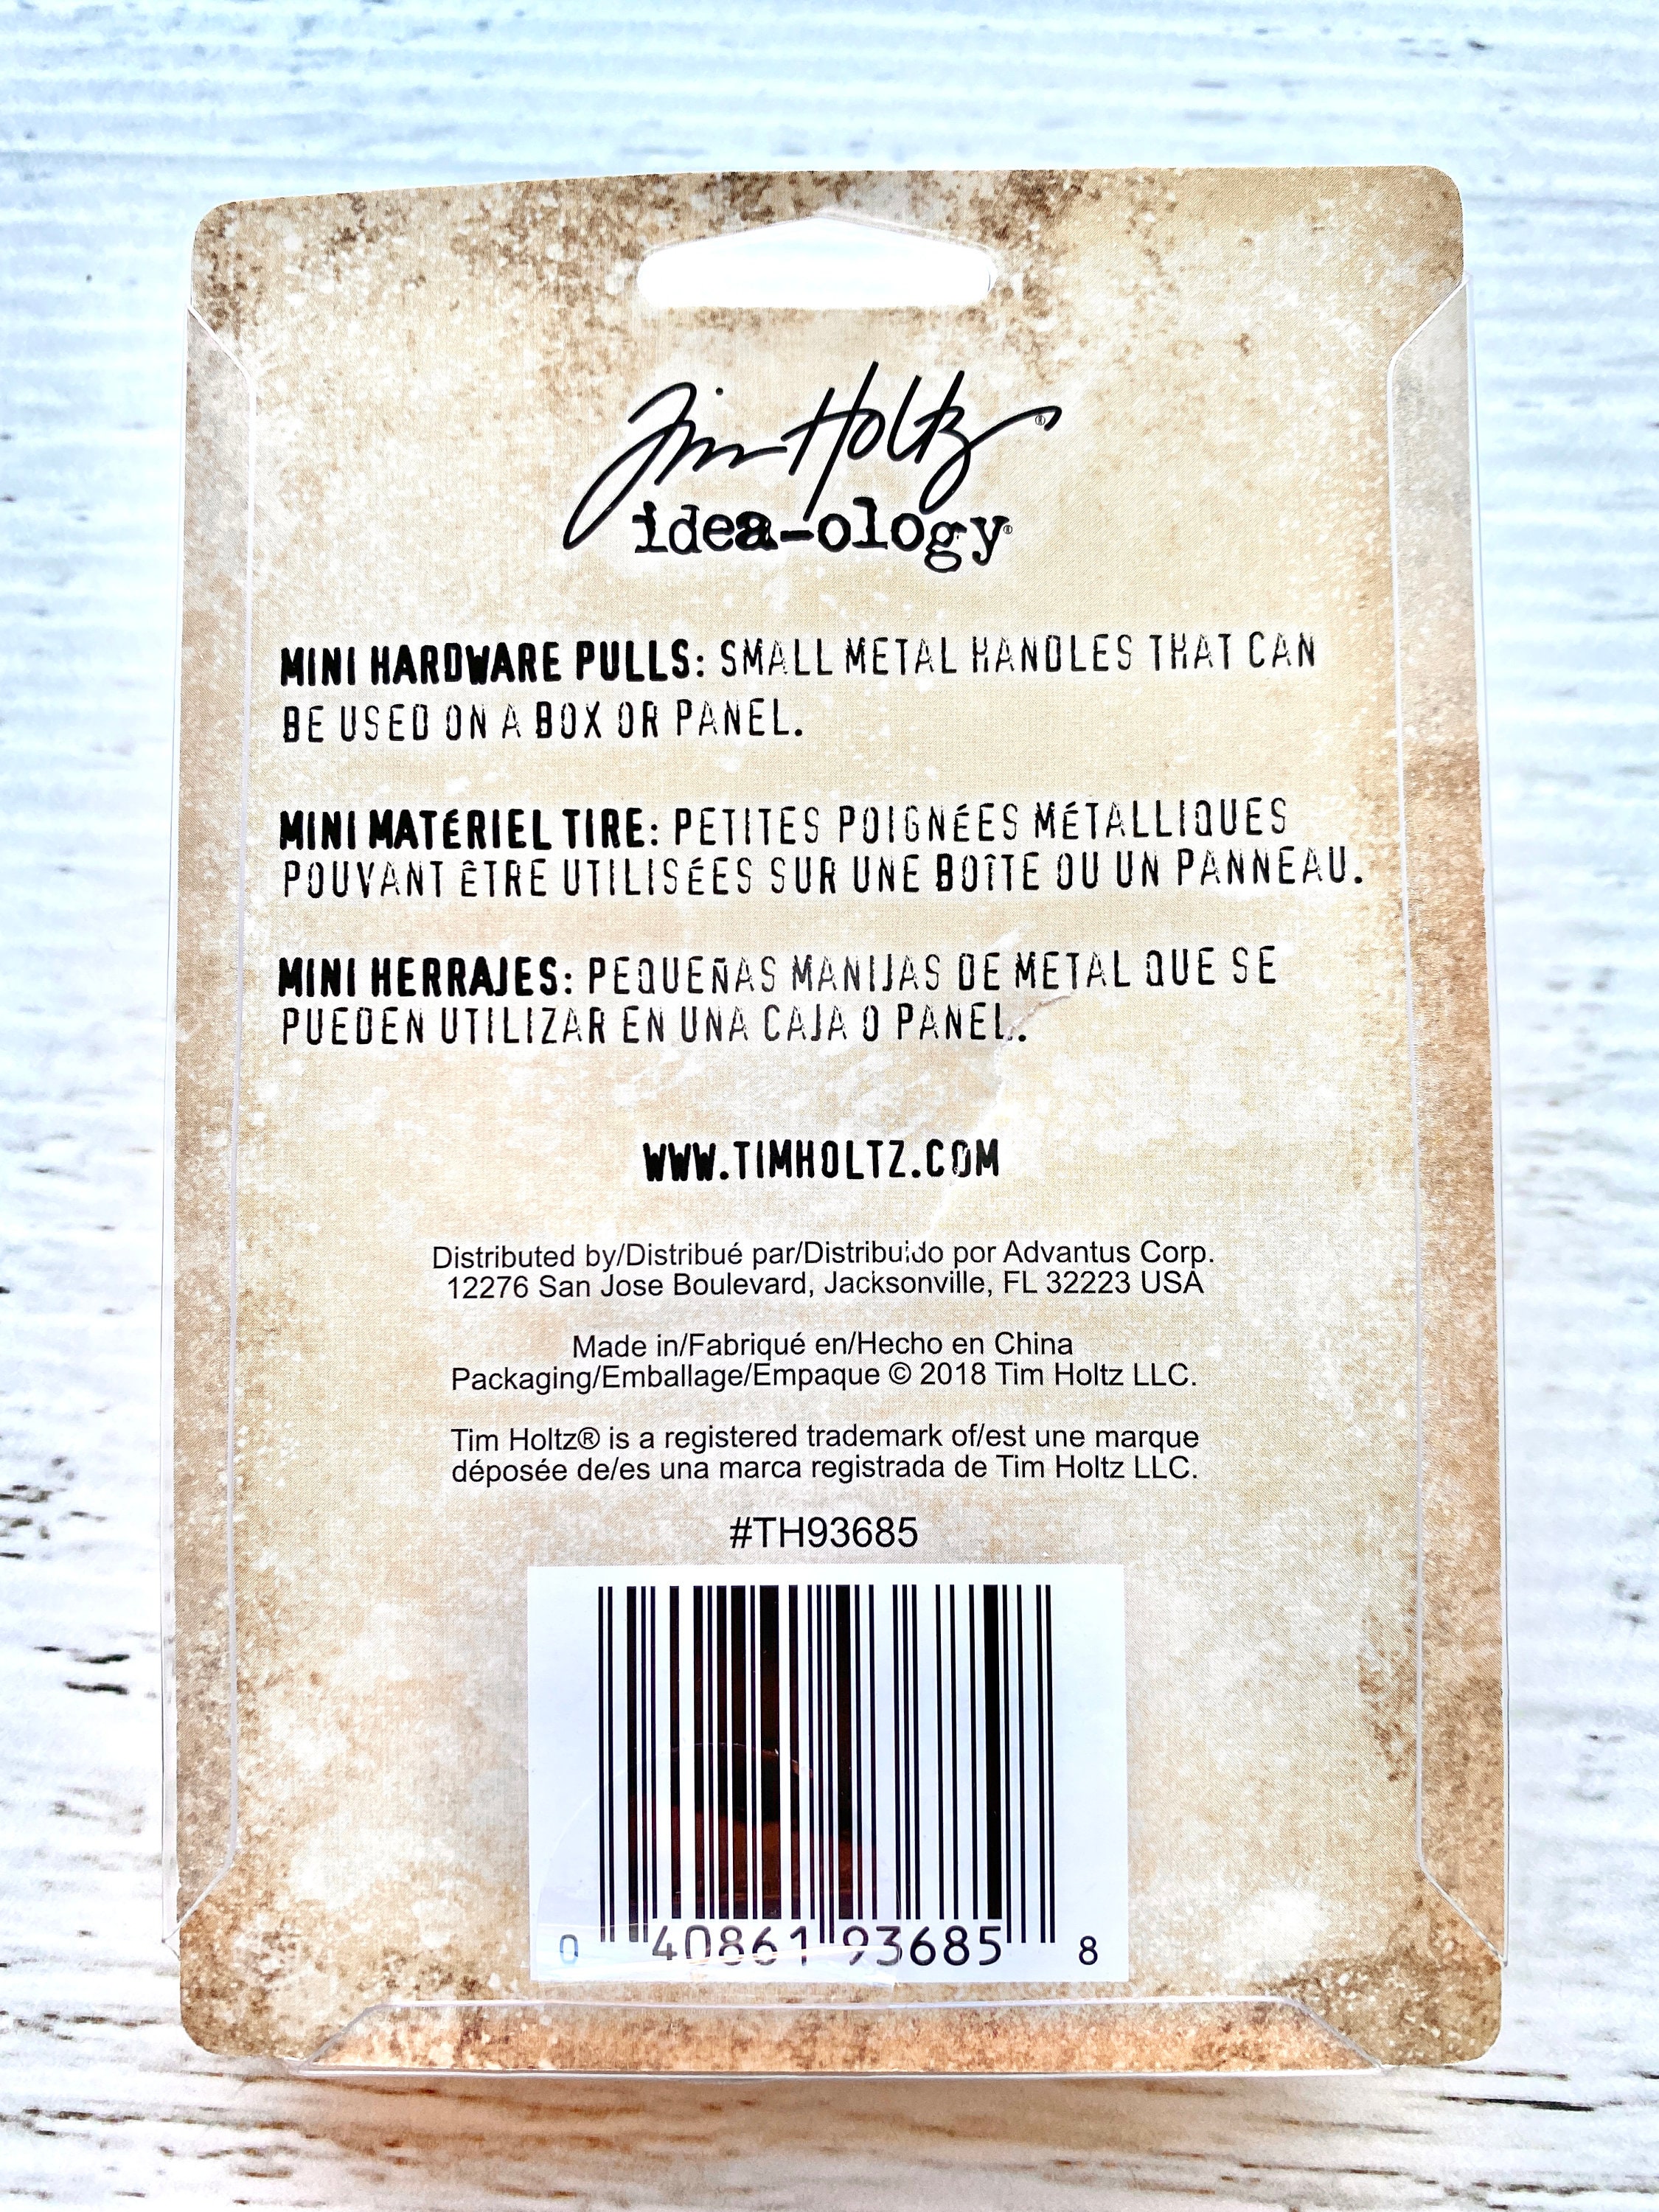 Tim Holtz®
idea-ology®
MINI HARDWARE PULLS: SMALL METAL HANDLES THAT CAN
BE USED ON A BOX OR PANEL.
MINI MATÉRIEL TIRE: PETITES POIGNÉES MÉTALLIQUES
POUVANT ÊTRE UTILISÉES SUR UNE BOÎTE OU UN PANNEAU.
MINI HERRAJES: PEQUEÑAS MANIJAS DE METAL QUE SE
PUEDEN UTILIZAR EN UNA CAJA O PANEL.
WWW.TIMHOLTZ.COM
Distributed by/Distribué par/Distribuido por Advantus Corp.
12276 San Jose Boulevard, Jacksonville, FL 32223 USA
Made in/Fabriqué en/Hecho en China
Packaging/Emballage/Empaque © 2018 Tim Holtz LLC.
Tim Holtz® is a registered trademark of/est une marque
déposée de/es una marca registrada de Tim Holtz LLC.
#TH93685
0 40861 93685 8